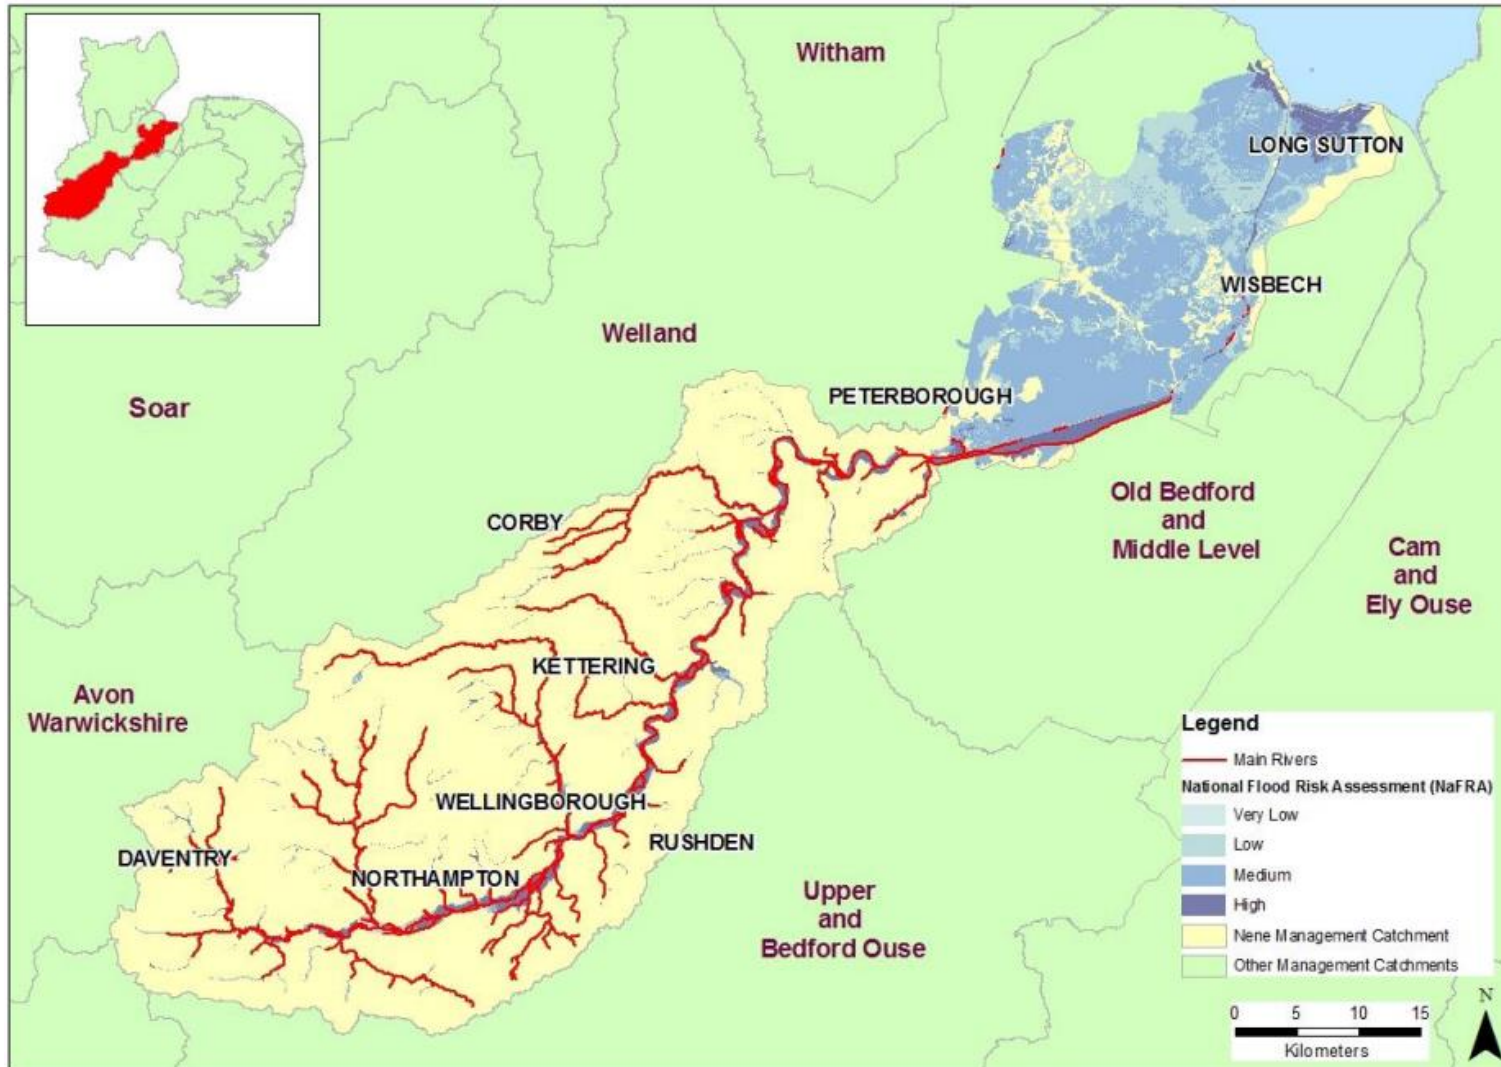 Witham
LONG SUTTON
WISBECH
Welland
PETERBOROUGH
Soar
Old Bedford
and
Middle Level
CORBY
Cam
and
Ely Ouse
KETTERING
Avon
Warwickshire
WELLINGBOROUGH
RUSHDEN
DAVENTRY
NORTHAMPTON
Upper
and
Bedford Ouse
Legend
Main Rivers
National Flood Risk Assessment (NaFRA)
Very Low
Low
Medium
High
Nene Management Catchment
Other Management Catchments
0 5 10 15
Kilometers
N